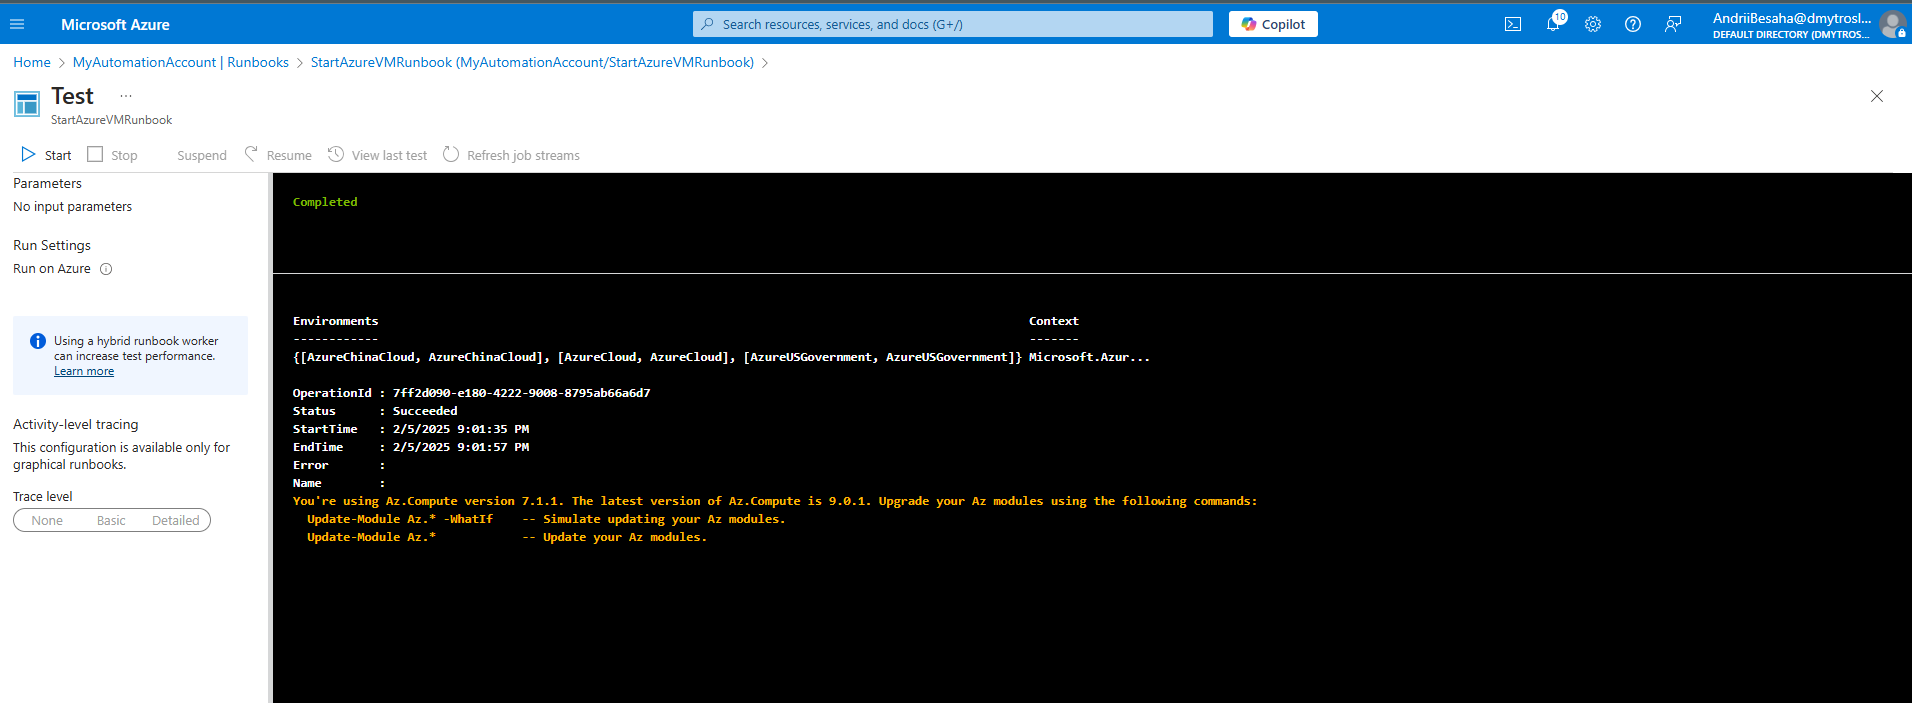 Microsoft Azure
Search resources, services, and docs (G+/)
Copilot
10
AndriiBesaha@dmytrosl...
DEFAULT DIRECTORY (DMYTROS...
Home > MyAutomationAccount | Runbooks > StartAzureVMRunbook (MyAutomationAccount/StartAzureVMRunbook) >
Test ...
StartAzureVMRunbook
Start Stop Suspend Resume View last test Refresh job streams
Parameters
No input parameters
Run Settings
Run on Azure
Using a hybrid runbook worker
can increase test performance.
Learn more
Activity-level tracing
This configuration is available only for
graphical runbooks.
Trace level
None Basic Detailed
Completed
Environments Context
------------ -------
{[AzureChinaCloud, AzureChinaCloud], [AzureCloud, AzureCloud], [AzureUSGovernment, AzureUSGovernment]} Microsoft.Azur...
OperationId : 7ff2d090-e180-4222-9008-8795ab66a6d7
Status : Succeeded
StartTime : 2/5/2025 9:01:35 PM
EndTime : 2/5/2025 9:01:57 PM
Error :
Name :
You're using Az.Compute version 7.1.1. The latest version of Az.Compute is 9.0.1. Upgrade your Az modules using the following commands:
Update-Module Az.* -WhatIf -- Simulate updating your Az modules.
Update-Module Az.* -- Update your Az modules.